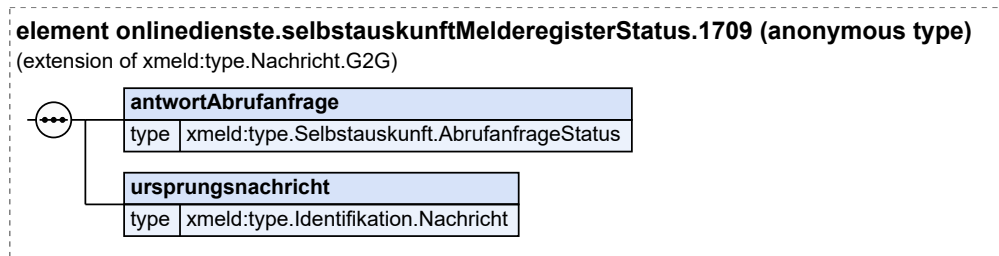 element onlinedienste.selbstauskunftMelderegisterStatus.1709 (anonymous type)
(extension of xmeld:type.Nachricht.G2G)
antwortAbrufanfrage
type xmeld:type.Selbstauskunft.AbrufanfrageStatus
ursprungsnachricht
type xmeld:type.Identifikation.Nachricht